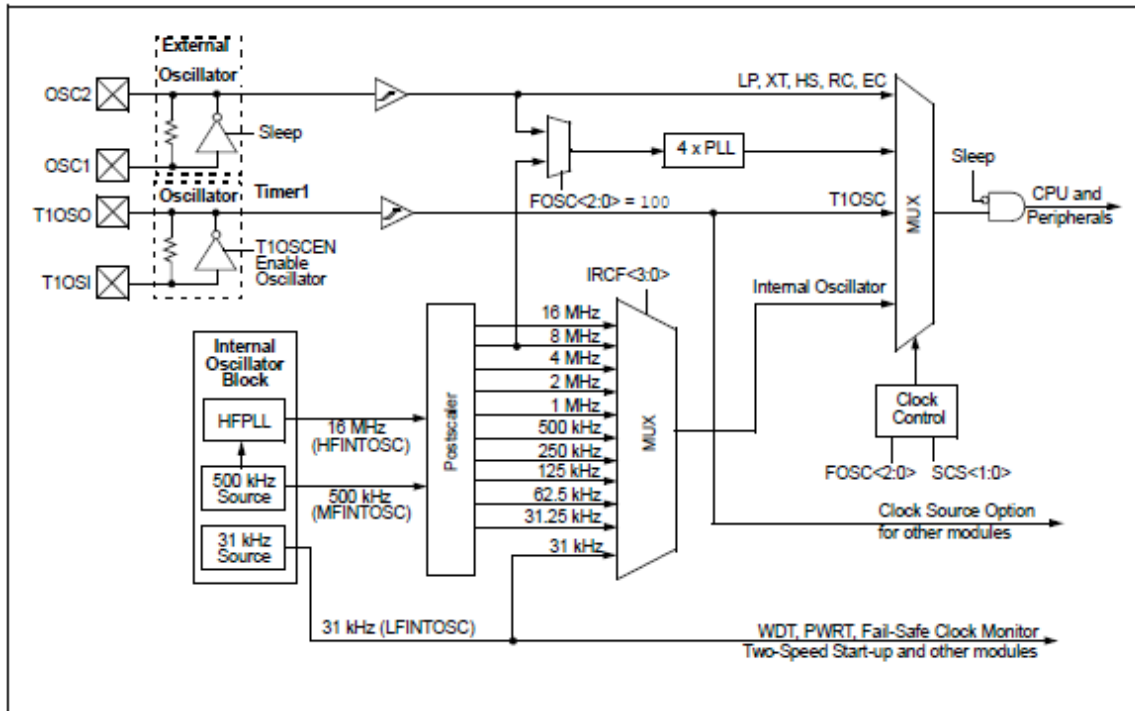 External
Oscillator
OSC2
Sleep
OSC1
LP, XT, HS, RC, EC
4 x PLL
Sleep
FOSC<2:0> = 100
Oscillator
Timer1
T1OSO
T1OSC
T1OSCEN
Enable
Oscillator
T1OSI
MUX
CPU and
Peripherals
IRCF<3:0>
Internal Oscillator
Internal
Oscillator
Block
HFPLL
500 kHz
Source
31 kHz
Source
16 MHz
(HFINTOSC)
500 kHz
(MFINTOSC)
Postscaler
16 MHz
8 MHz
4 MHz
2 MHz
1 MHz
500 kHz
250 kHz
125 kHz
62.5 kHz
31.25 kHz
31 kHz
MUX
Clock
Control
FOSC<2:0>
SCS<1:0>
Clock Source Option
for other modules
31 kHz (LFINTOSC)
WDT, PWRT, Fail-Safe Clock Monitor
Two-Speed Start-up and other modules